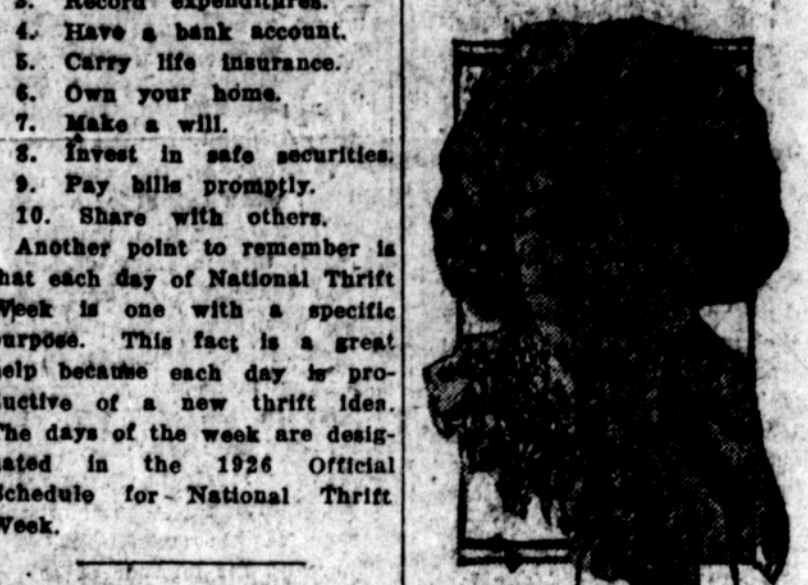 3. Record expenditures.
4. Have a bank account.
5. Carry life insurance.
6. Own your home.
7. Make a will.
8. Invest in safe securities.
9. Pay bills promptly.
10. Share with others.
Another point to remember is
that each day of National Thrift
Week is one with a specific
purpose. This fact is a great
help because each day is pro-
ductive of a new thrift idea.
The days of the week are desig-
nated in the 1926 Official
Schedule for National Thrift
Week.